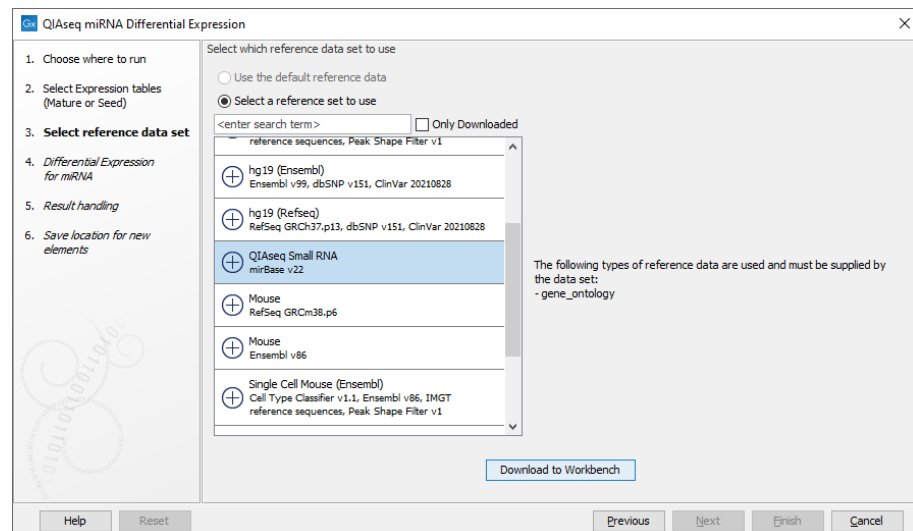 QIAseq miRNA Differential Expression
1. Choose where to run
2. Select Expression tables
(Mature or Seed)
3. Select reference data set
4. Differential Expression
for miRNA
5. Result handling
6. Save location for new
elements
Select which reference data set to use
Use the default reference data
Select a reference set to use
<enter search term>
Only Downloaded
reference sequences, Peak Shape Filter v1
hg19 (Ensembl)
Ensembl v99, dbSNP v151, ClinVar 20210828
hg19 (Refseq)
RefSeq GRCh37.p13, dbSNP v151, ClinVar 20210828
QIAseq Small RNA
mirBase v22
Mouse
RefSeq GRCm38.p6
Mouse
Ensembl v86
Single Cell Mouse (Ensembl)
Cell Type Classifier v1.1, Ensembl v86, IMGT
reference sequences, Peak Shape Filter v1
The following types of reference data are used and must be supplied by
the data set:
- gene_ontology
Download to Workbench
Help
Reset
Previous
Next
Finish
Cancel